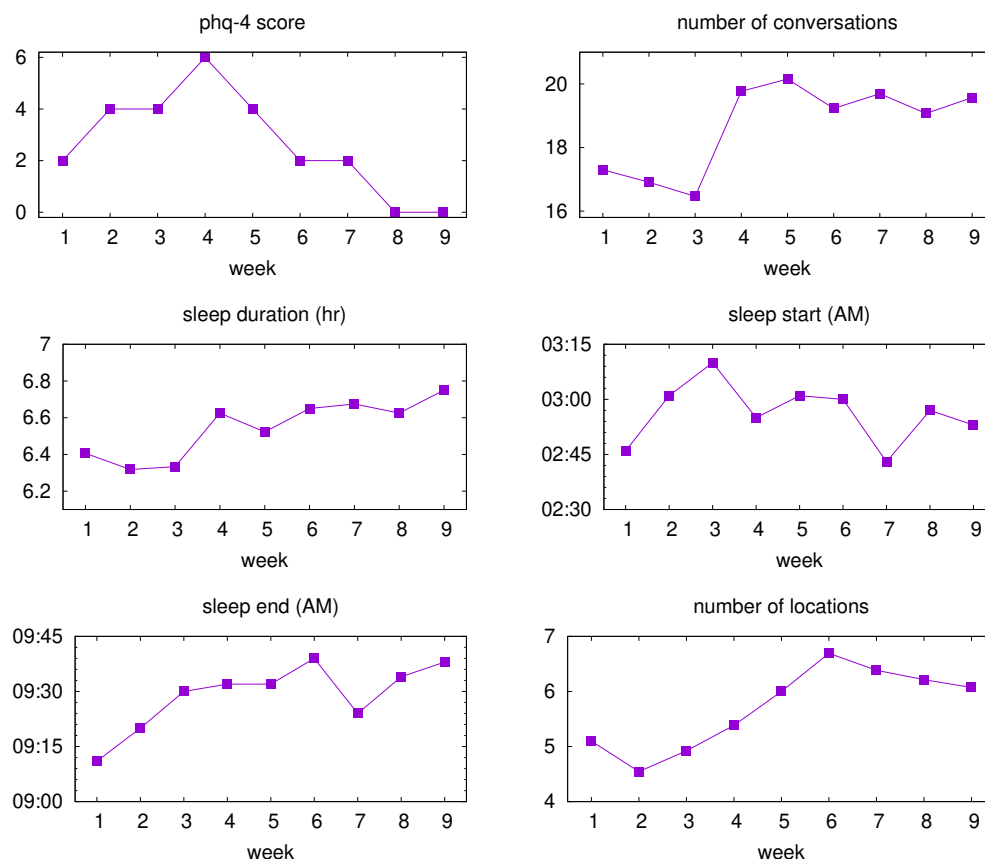 phq-4 score
6
4
2
0
1 2 3 4 5 6 7 8 9
week
number of conversations
20
18
16
1 2 3 4 5 6 7 8 9
week
sleep duration (hr)
7
6.8
6.6
6.4
6.2
1 2 3 4 5 6 7 8 9
week
sleep start (AM)
03:15
03:00
02:45
02:30
1 2 3 4 5 6 7 8 9
week
sleep end (AM)
09:45
09:30
09:15
09:00
1 2 3 4 5 6 7 8 9
week
number of locations
7
6
5
4
1 2 3 4 5 6 7 8 9
week